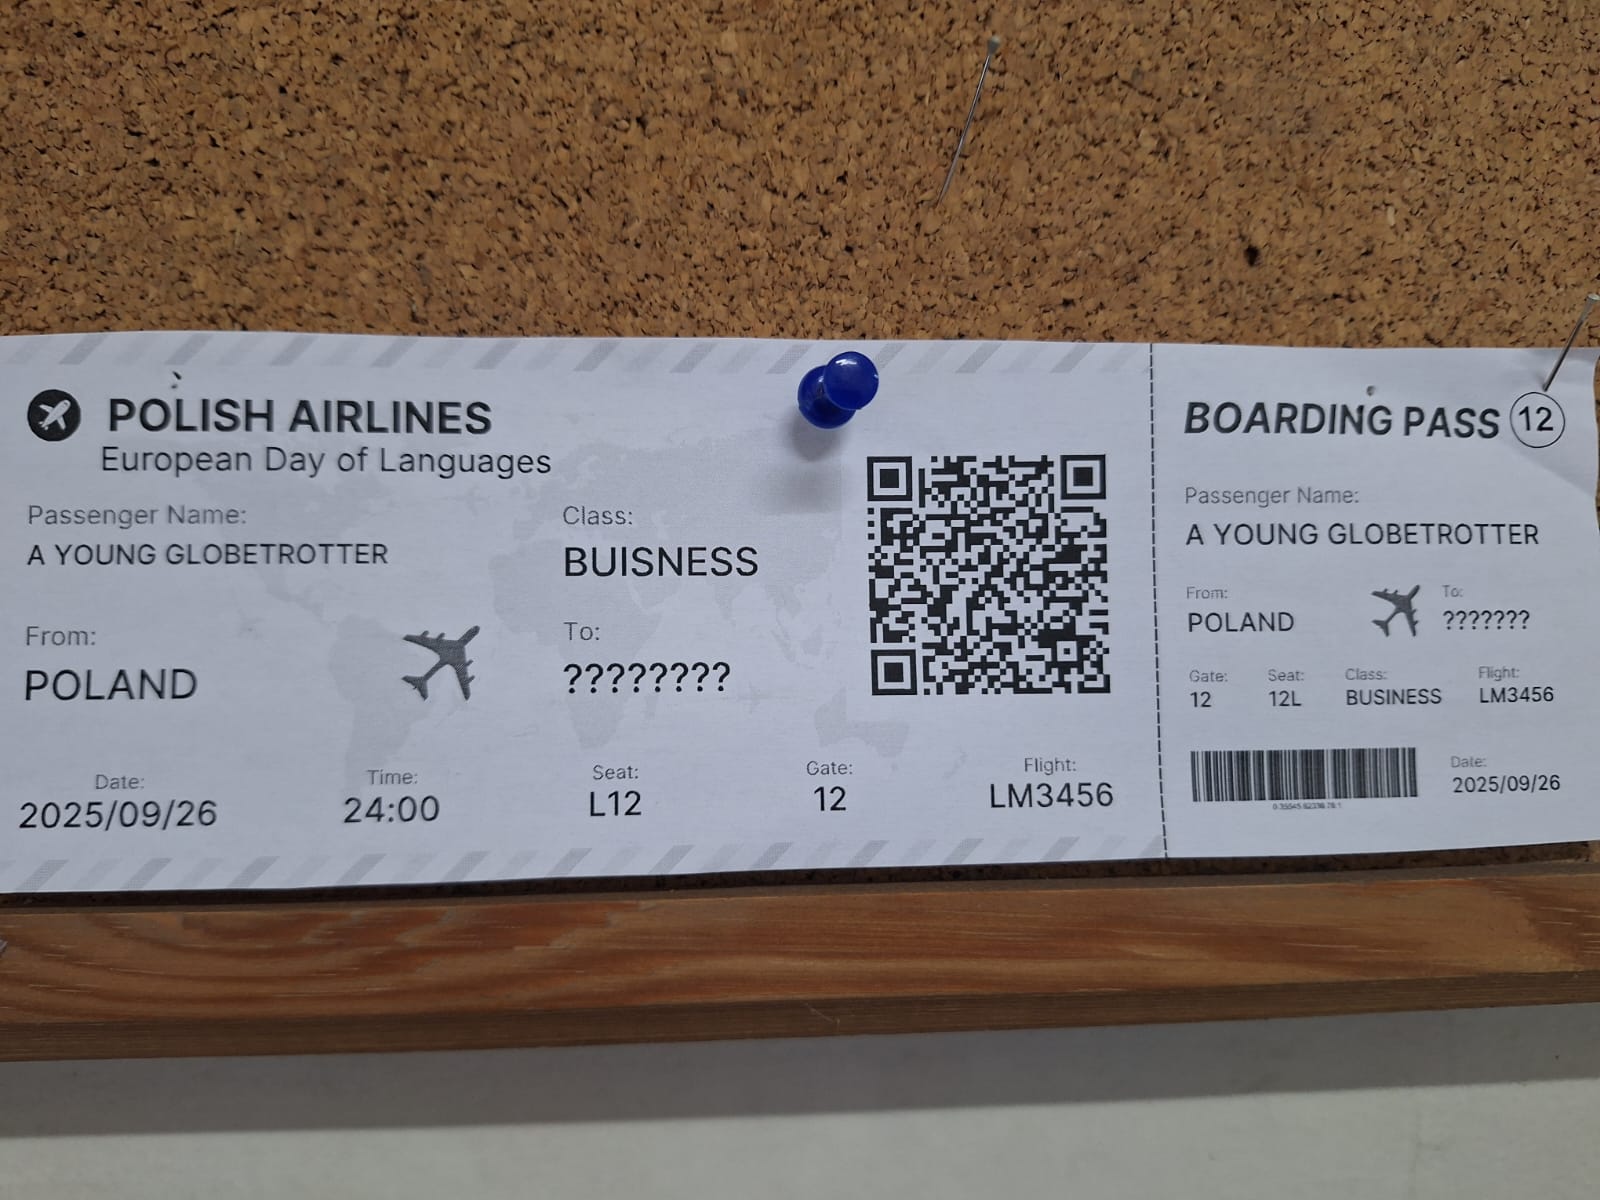 POLISH AIRLINES
European Day of Languages
Passenger Name:
A YOUNG GLOBETROTTER
Class:
BUISNESS
From:
POLAND
To:
????????
Date:
2025/09/26
Time:
24:00
Seat:
L12
Gate:
12
Flight:
LM3456
BOARDING PASS 12
Passenger Name:
A YOUNG GLOBETROTTER
From:
POLAND
To:
???????
Gate:
12
Seat:
12L
Class:
BUSINESS
Flight:
LM3456
Date:
2025/09/26